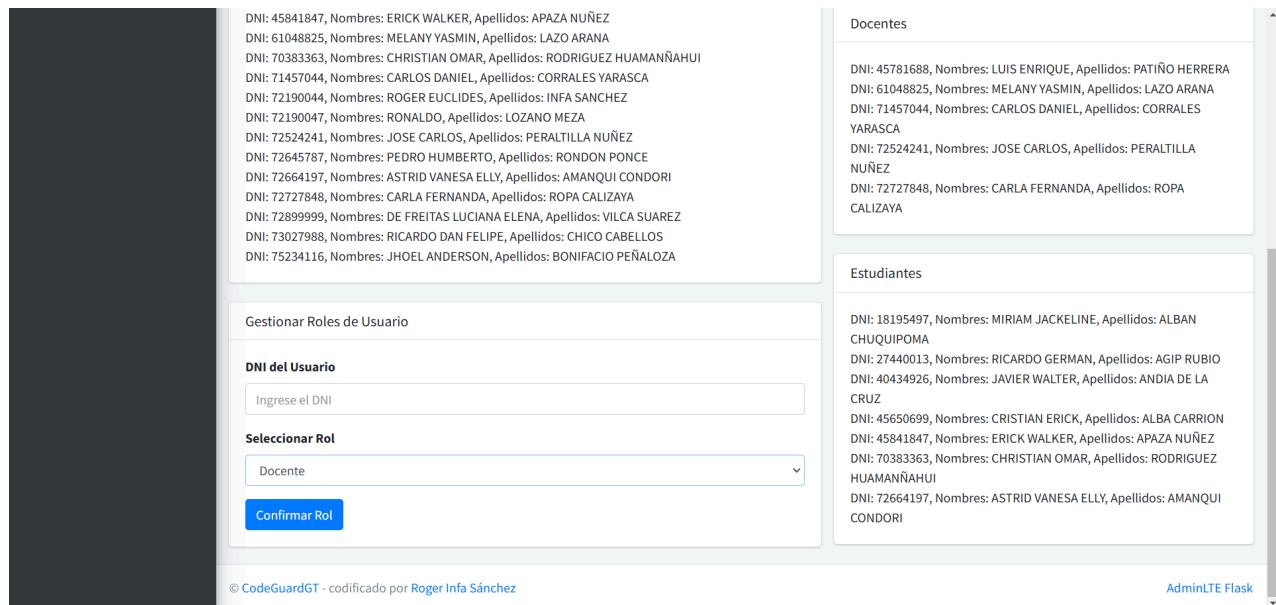 DNI: 45841847, Nombres: ERICK WALKER, Apellidos: APAZA NUÑEZ
DNI: 61048825, Nombres: MELANY YASMIN, Apellidos: LAZO ARANA
DNI: 70383363, Nombres: CHRISTIAN OMAR, Apellidos: RODRIGUEZ HUAMANÑAHUI
DNI: 71457044, Nombres: CARLOS DANIEL, Apellidos: CORRALES YARASCA
DNI: 72190044, Nombres: ROGER EUCLIDES, Apellidos: INFA SANCHEZ
DNI: 72190047, Nombres: RONALDO, Apellidos: LOZANO MEZA
DNI: 72524241, Nombres: JOSE CARLOS, Apellidos: PERALTILLA NUÑEZ
DNI: 72645787, Nombres: PEDRO HUMBERTO, Apellidos: RONDON PONCE
DNI: 72664197, Nombres: ASTRID VANESA ELLY, Apellidos: AMANQUI CONDORI
DNI: 72727848, Nombres: CARLA FERNANDA, Apellidos: ROPA CALIZAYA
DNI: 72899999, Nombres: DE FREITAS LUCIANA ELENA, Apellidos: VILCA SUAREZ
DNI: 73027988, Nombres: RICARDO DAN FELIPE, Apellidos: CHICO CABELLOS
DNI: 75234116, Nombres: JHOEL ANDERSON, Apellidos: BONIFACIO PEÑALOZA
Gestionar Roles de Usuario
DNI del Usuario
Ingrese el DNI
Seleccionar Rol
Docente
Confirmar Rol
Docentes
DNI: 45781688, Nombres: LUIS ENRIQUE, Apellidos: PATIÑO HERRERA
DNI: 61048825, Nombres: MELANY YASMIN, Apellidos: LAZO ARANA
DNI: 71457044, Nombres: CARLOS DANIEL, Apellidos: CORRALES
YARASCA
DNI: 72524241, Nombres: JOSE CARLOS, Apellidos: PERALTILLA
NUÑEZ
DNI: 72727848, Nombres: CARLA FERNANDA, Apellidos: ROPA
CALIZAYA
Estudiantes
DNI: 18195497, Nombres: MIRIAM JACKELINE, Apellidos: ALBAN
CHUQUIPOMA
DNI: 27440013, Nombres: RICARDO GERMAN, Apellidos: AGIP RUBIO
DNI: 40434926, Nombres: JAVIER WALTER, Apellidos: ANDIA DE LA
CRUZ
DNI: 45650699, Nombres: CRISTIAN ERICK, Apellidos: ALBA CARRION
DNI: 45841847, Nombres: ERICK WALKER, Apellidos: APAZA NUÑEZ
DNI: 70383363, Nombres: CHRISTIAN OMAR, Apellidos: RODRIGUEZ
HUAMANÑAHUI
DNI: 72664197, Nombres: ASTRID VANESA ELLY, Apellidos: AMANQUI
CONDORI
© CodeGuardGT - codificado por Roger Infa Sánchez
AdminLTE Flask